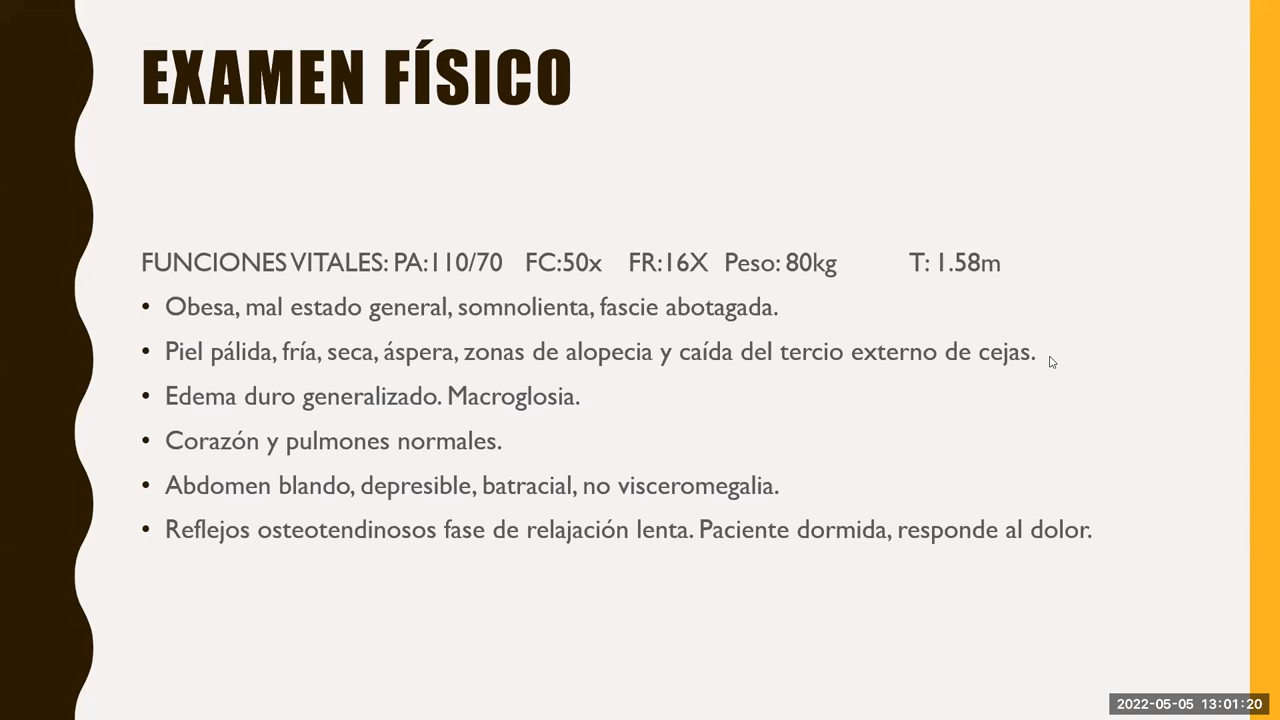 EXAMEN FÍSICO
FUNCIONES VITALES: PA:110/70 FC:50x FR:16X Peso: 80kg T: 1.58m
• Obesa, mal estado general, somnolienta, fascie abotagada.
• Piel pálida, fría, seca, áspera, zonas de alopecia y caída del tercio externo de cejas.
• Edema duro generalizado. Macroglosia.
• Corazón y pulmones normales.
• Abdomen blando, depresible, batracial, no visceromegalia.
• Reflejos osteotendinosos fase de relajación lenta. Paciente dormida, responde al dolor.
2022-05-05 13:01:20